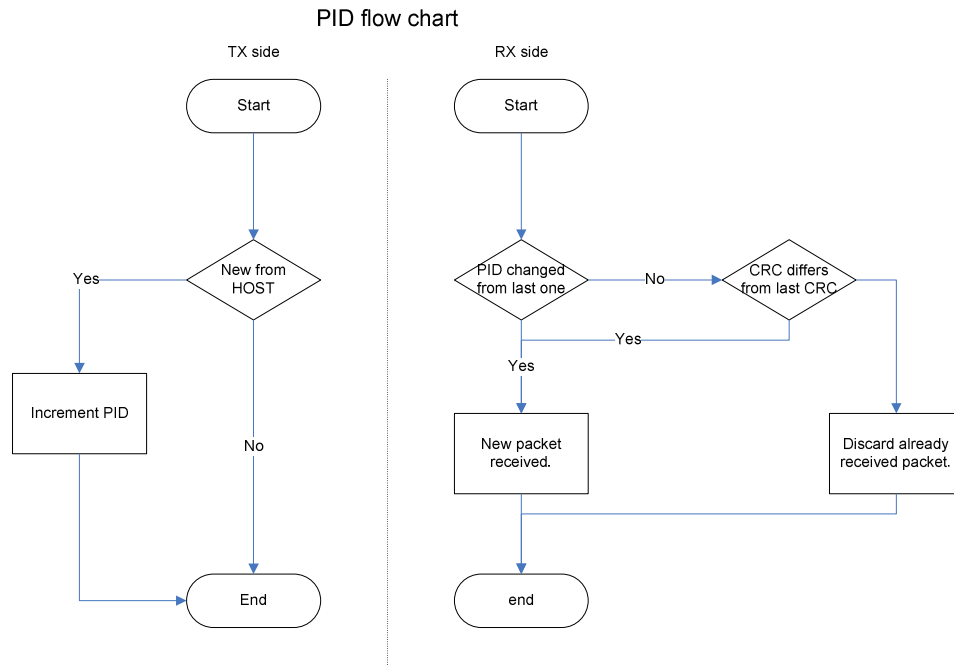 PID flow chart
TX side
RX side
Start
Start
New from
HOST
Yes
PID changed
from last one
No
CRC differs
from last CRC
Yes
Yes
Increment PID
No
New packet
received.
Discard already
received packet.
End
end